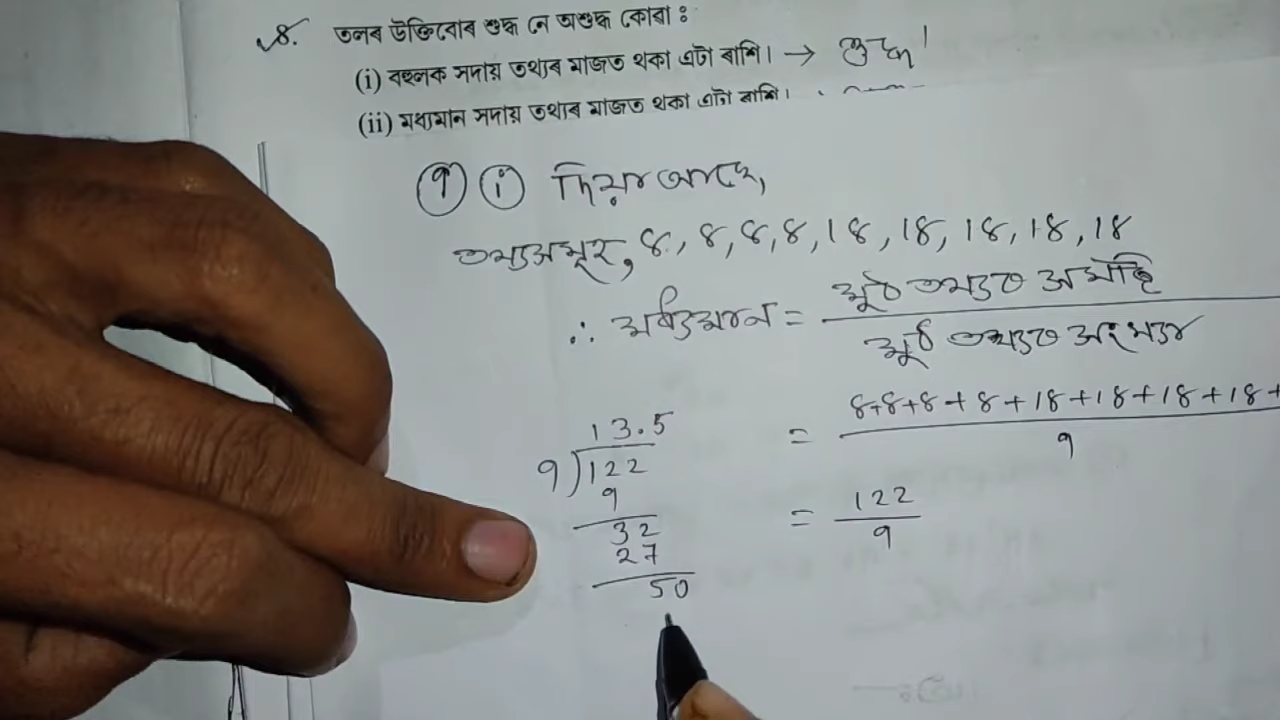 ৪. তলৰ উক্তিবোৰ শুদ্ধ নে অশুদ্ধ কোৱা :
(i) বহুলক সদায় তথ্যৰ মাজত থকা এটা ৰাশি। → শুদ্ধ।
(ii) মধ্যমান সদায় তথ্যৰ মাজত থকা এটা ৰাশি।
9 i দিয়া আছে,
তথ্যসমূহ, 8, 8, 8, 8, 18, 18, 18, 18, 18
∴ মাধ্যমান = মুঠ তথ্যৰ সমষ্টি
মুঠ তথ্যৰ সংখ্যা
= 8+8+8+8+18+18+18+18+
9
= 122
9
13.5
9)122
9
32
27
50